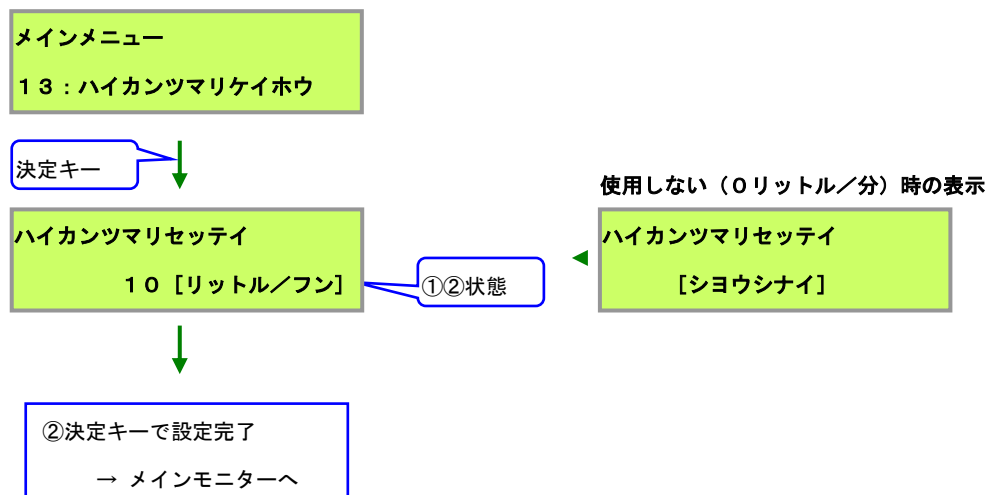 メインメニュー
１３：ハイカンツマリケイホウ
決定キー
使用しない（０リットル／分）時の表示
ハイカンツマリセッテイ
１０［リットル／フン］
①②状態
ハイカンツマリセッテイ
［シヨウシナイ］
②決定キーで設定完了
→ メインモニターへ